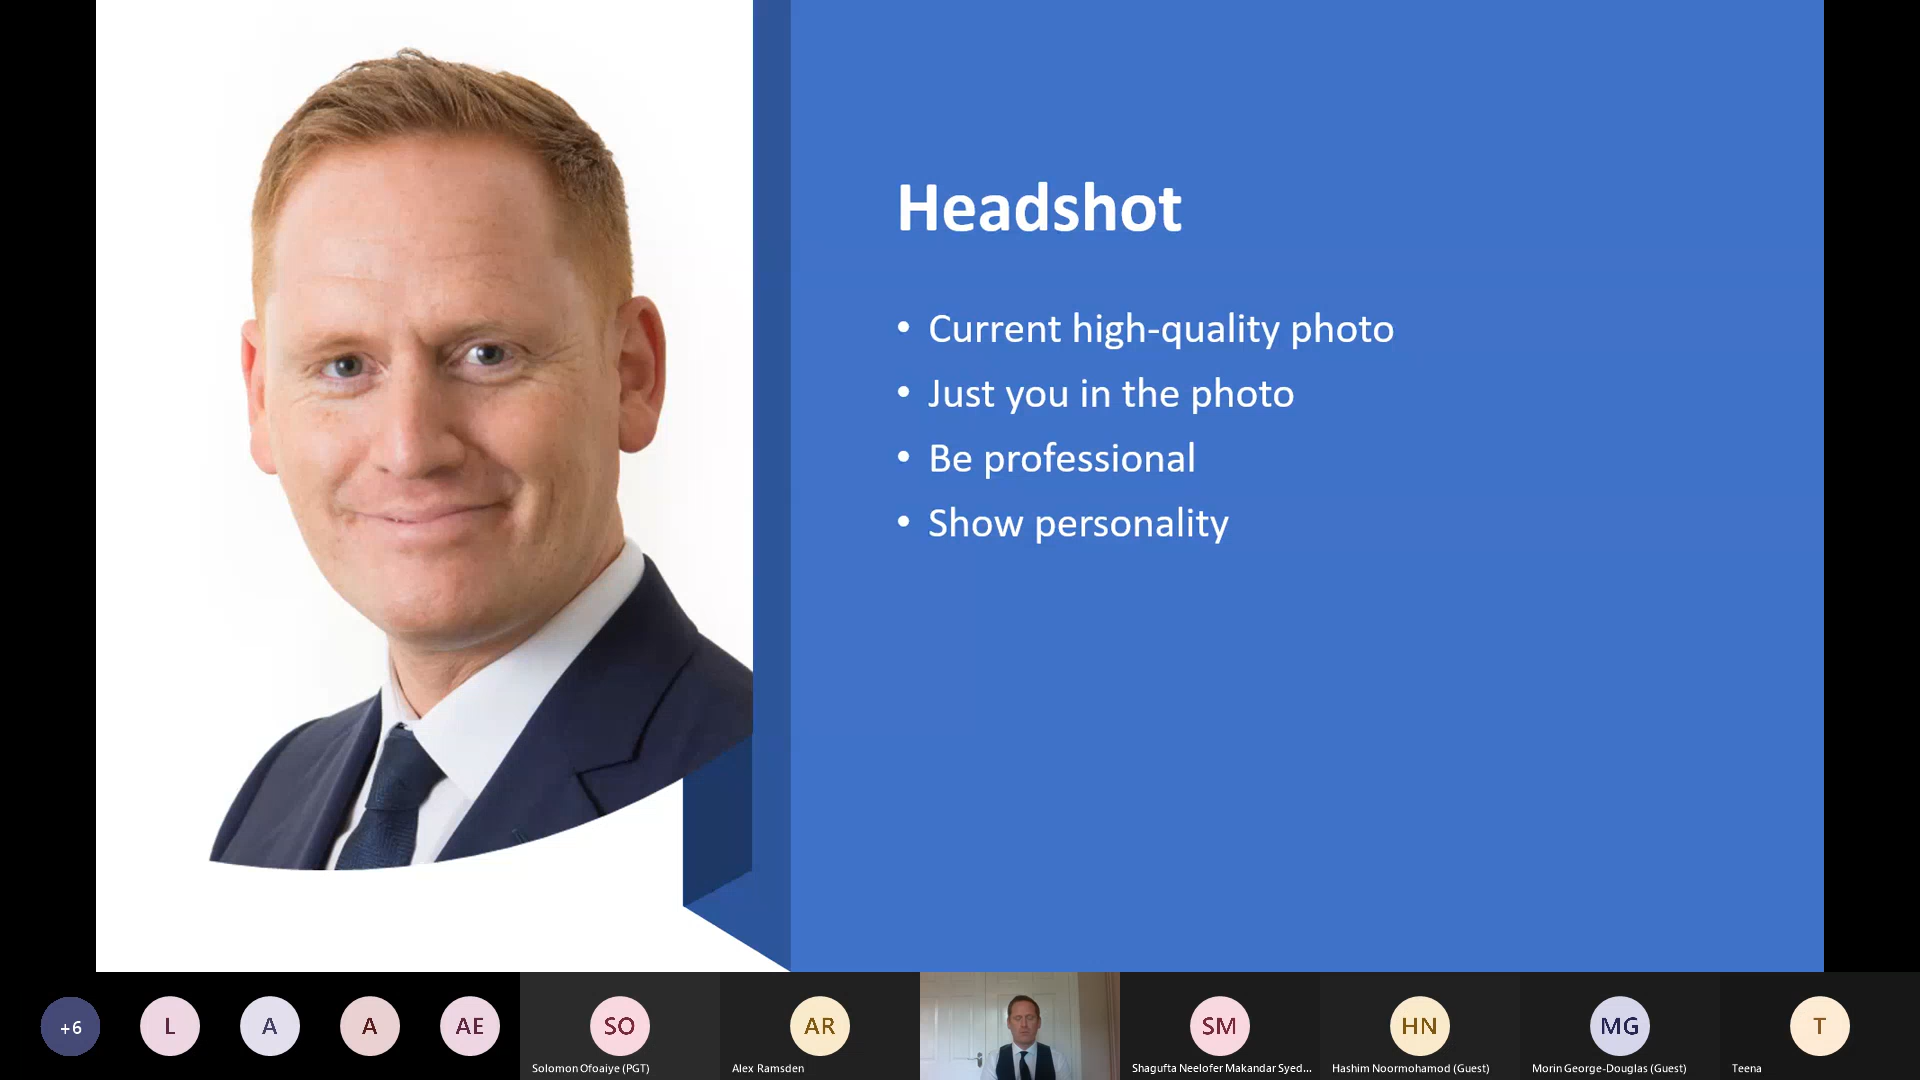 Headshot
• Current high-quality photo
• Just you in the photo
• Be professional
• Show personality
+6
L
A
A
AE
SO
AR
SM
HN
MG
T
Solomon Ofoaiye (PGT)
Alex Ramsden
Shagufta Neelofer Makandar Syed...
Hashim Noormohamod (Guest)
Morin George-Douglas (Guest)
Teena